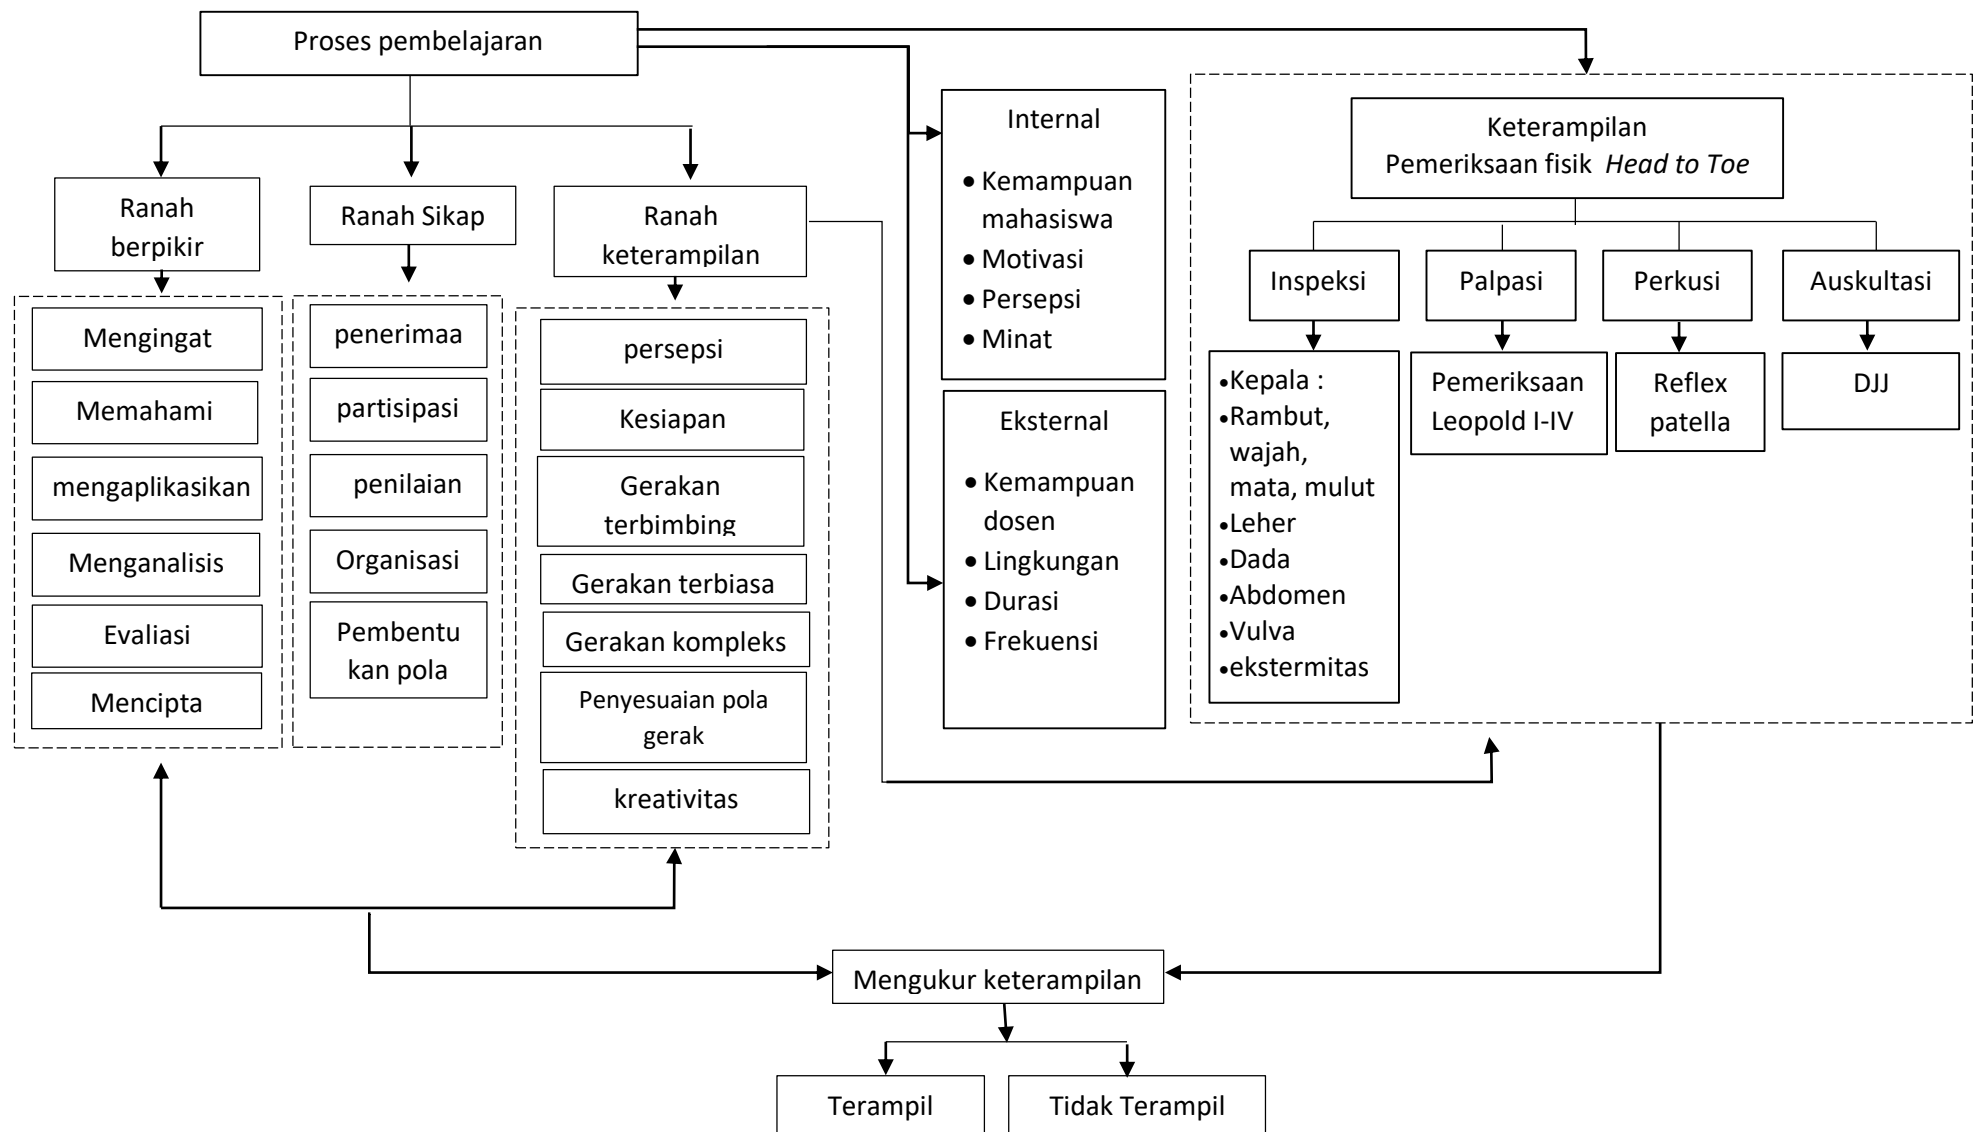 Proses pembelajaran
Ranah
berpikir
Mengingat
Memahami
mengaplikasikan
Menganalisis
Evaliasi
Mencipta
Ranah Sikap
penerimaa
partisipasi
penilaian
Organisasi
Pembentu
kan pola
Ranah
keterampilan
persepsi
Kesiapan
Gerakan
terbimbing
Gerakan terbiasa
Gerakan kompleks
Penyesuaian pola
gerak
kreativitas
Internal
• Kemampuan
mahasiswa
• Motivasi
• Persepsi
• Minat
Eksternal
• Kemampuan
dosen
• Lingkungan
• Durasi
• Frekuensi
Keterampilan
Pemeriksaan fisik Head to Toe
Inspeksi
•Kepala :
•Rambut,
wajah,
mata, mulut
•Leher
•Dada
•Abdomen
•Vulva
•ekstermitas
Palpasi
Pemeriksaan
Leopold I-IV
Perkusi
Reflex
patella
Auskultasi
DJJ
Mengukur keterampilan
Terampil
Tidak Terampil